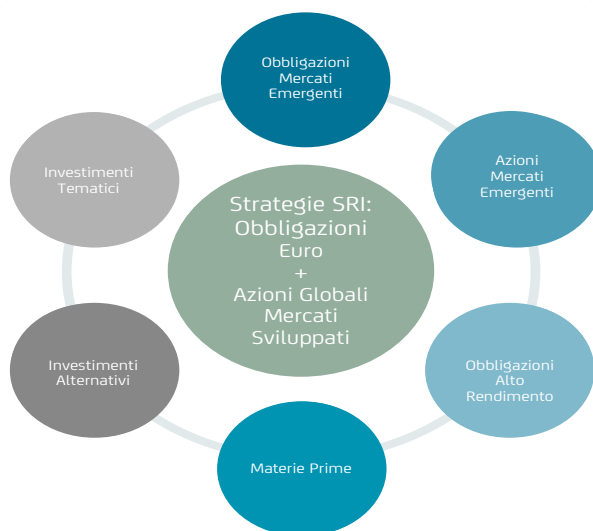 Obbligazioni
Mercati
Emergenti
Azioni
Mercati
Emergenti
Obbligazioni
Alto
Rendimento
Materie Prime
Investimenti
Alternativi
Investimenti
Tematici
Strategie SRI:
Obbligazioni
Euro
+
Azioni Globali
Mercati
Sviluppati